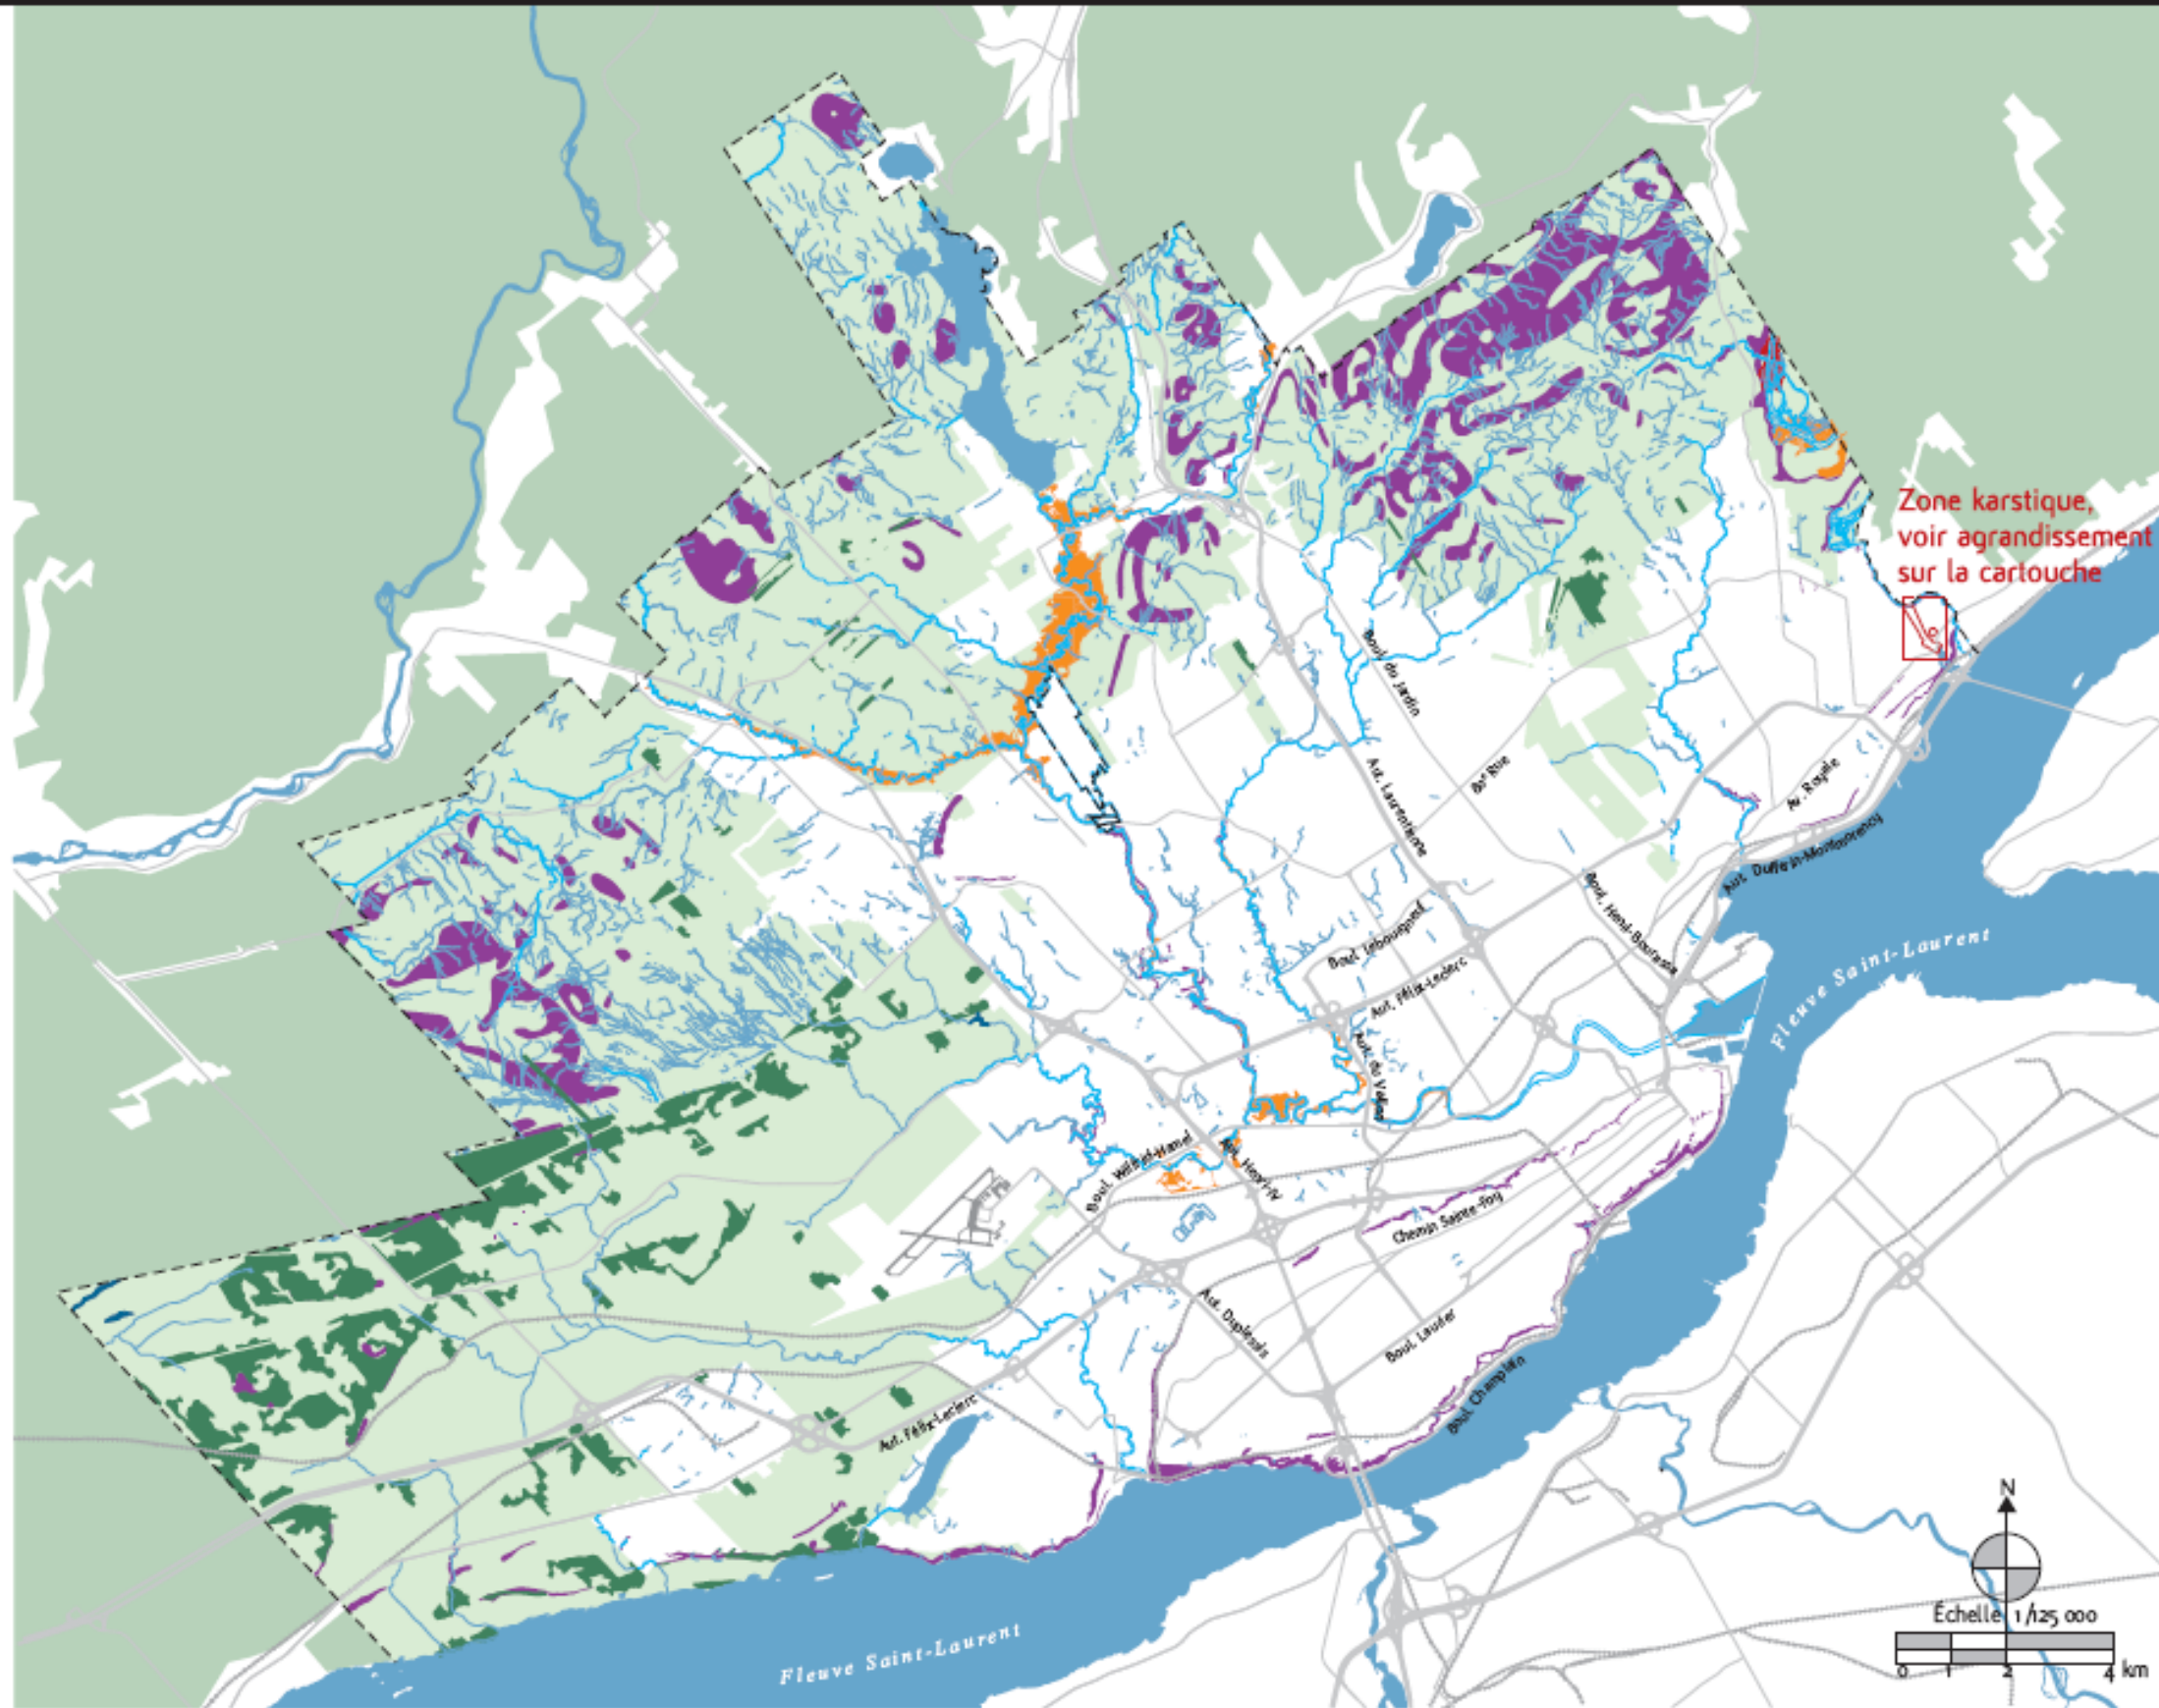 Zone karstique,
voir agrandissement
sur la cartouche
Boul. du Jardin
Aut. Laurentienne
80e Rue
Av. Royale
Aut. Dufferin-Montmorency
Boul. Henri-Bourassa
Boul. Lebourgneuf
Aut. Félix-Leclerc
Fleuve Saint-Laurent
Aut. du Vallon
Boul. Wilfrid-Hamel
Aut. Henri-IV
Chemin Sainte-Foy
Aut. Duplessis
Boul. Laurier
Boul. Champlain
Aut. Félix-Leclerc
Fleuve Saint-Laurent
N
Échelle 1/125 000
0 1 2 4 km